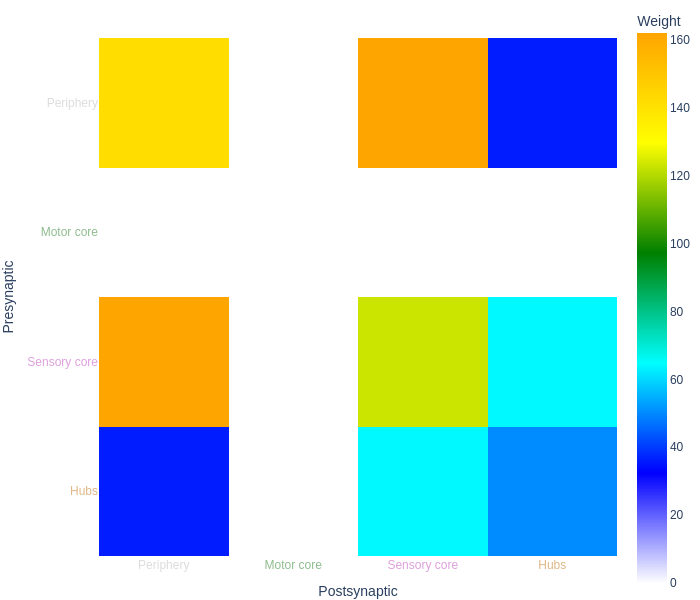 Weight
160
140
120
100
80
60
40
20
0
Periphery
Motor core
Sensory core
Hubs
Presynaptic
Periphery
Motor core
Sensory core
Hubs
Postsynaptic